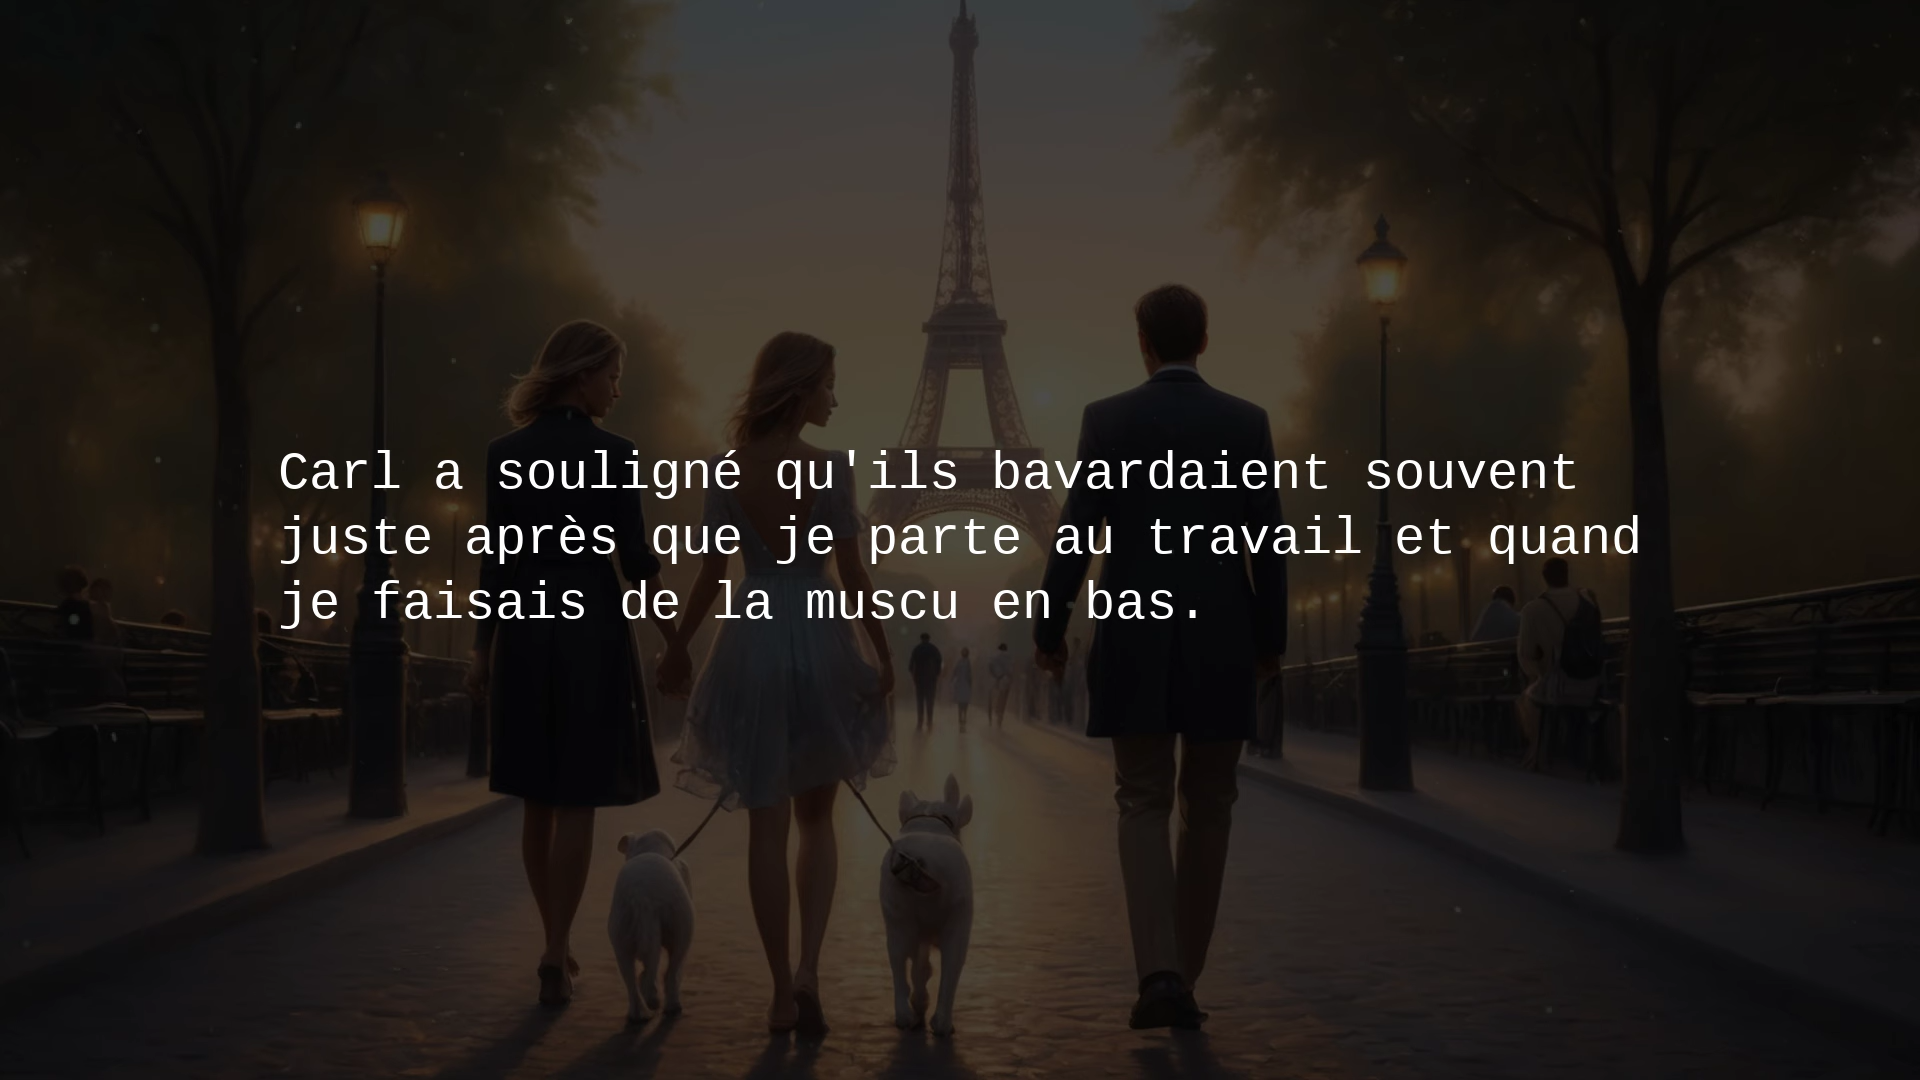 Carl a souligné qu'ils bavardaient souvent
juste après que je parte au travail et quand
je faisais de la muscu en bas.